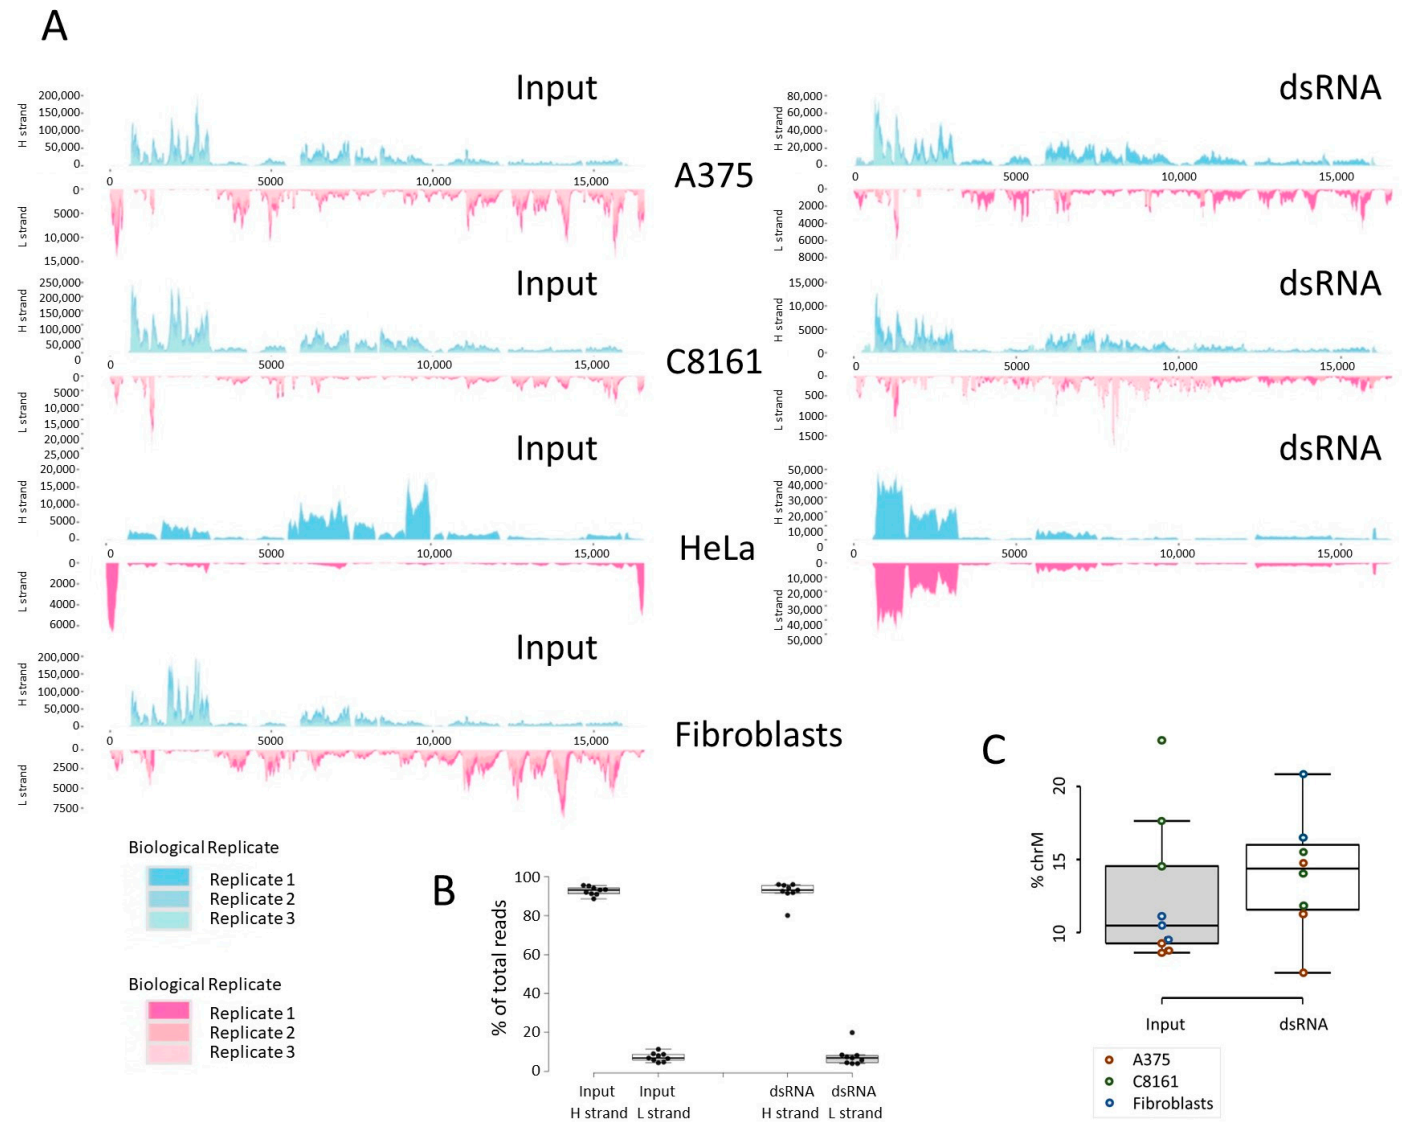 A
Input
dsRNA
H strand
200,000
150,000
100,000
50,000
0
H strand
80,000
60,000
40,000
20,000
0
A375
0
5000
10,000
15,000
0
5000
10,000
15,000
L strand
0
5000
10,000
15,000
L strand
0
2000
4000
6000
8000
Input
dsRNA
H strand
250,000
200,000
150,000
100,000
50,000
0
H strand
15,000
10,000
5000
0
C8161
0
5000
10,000
15,000
0
5000
10,000
15,000
L strand
0
5000
10,000
15,000
20,000
25,000
L strand
0
500
1000
1500
Input
dsRNA
H strand
20,000
15,000
10,000
5000
0
H strand
50,000
40,000
30,000
20,000
10,000
0
HeLa
0
5000
10,000
15,000
0
5000
10,000
15,000
L strand
0
2000
4000
6000
L strand
0
10,000
20,000
30,000
40,000
50,000
Input
H strand
200,000
150,000
100,000
50,000
0
Fibroblasts
0
5000
10,000
15,000
L strand
0
2500
5000
7500
Biological Replicate
Replicate 1
Replicate 2
Replicate 3
Biological Replicate
Replicate 1
Replicate 2
Replicate 3
B
% of total reads
100
80
60
40
20
0
Input
H strand
Input
L strand
dsRNA
H strand
dsRNA
L strand
C
% chrM
20
15
10
Input
dsRNA
A375
C8161
Fibroblasts